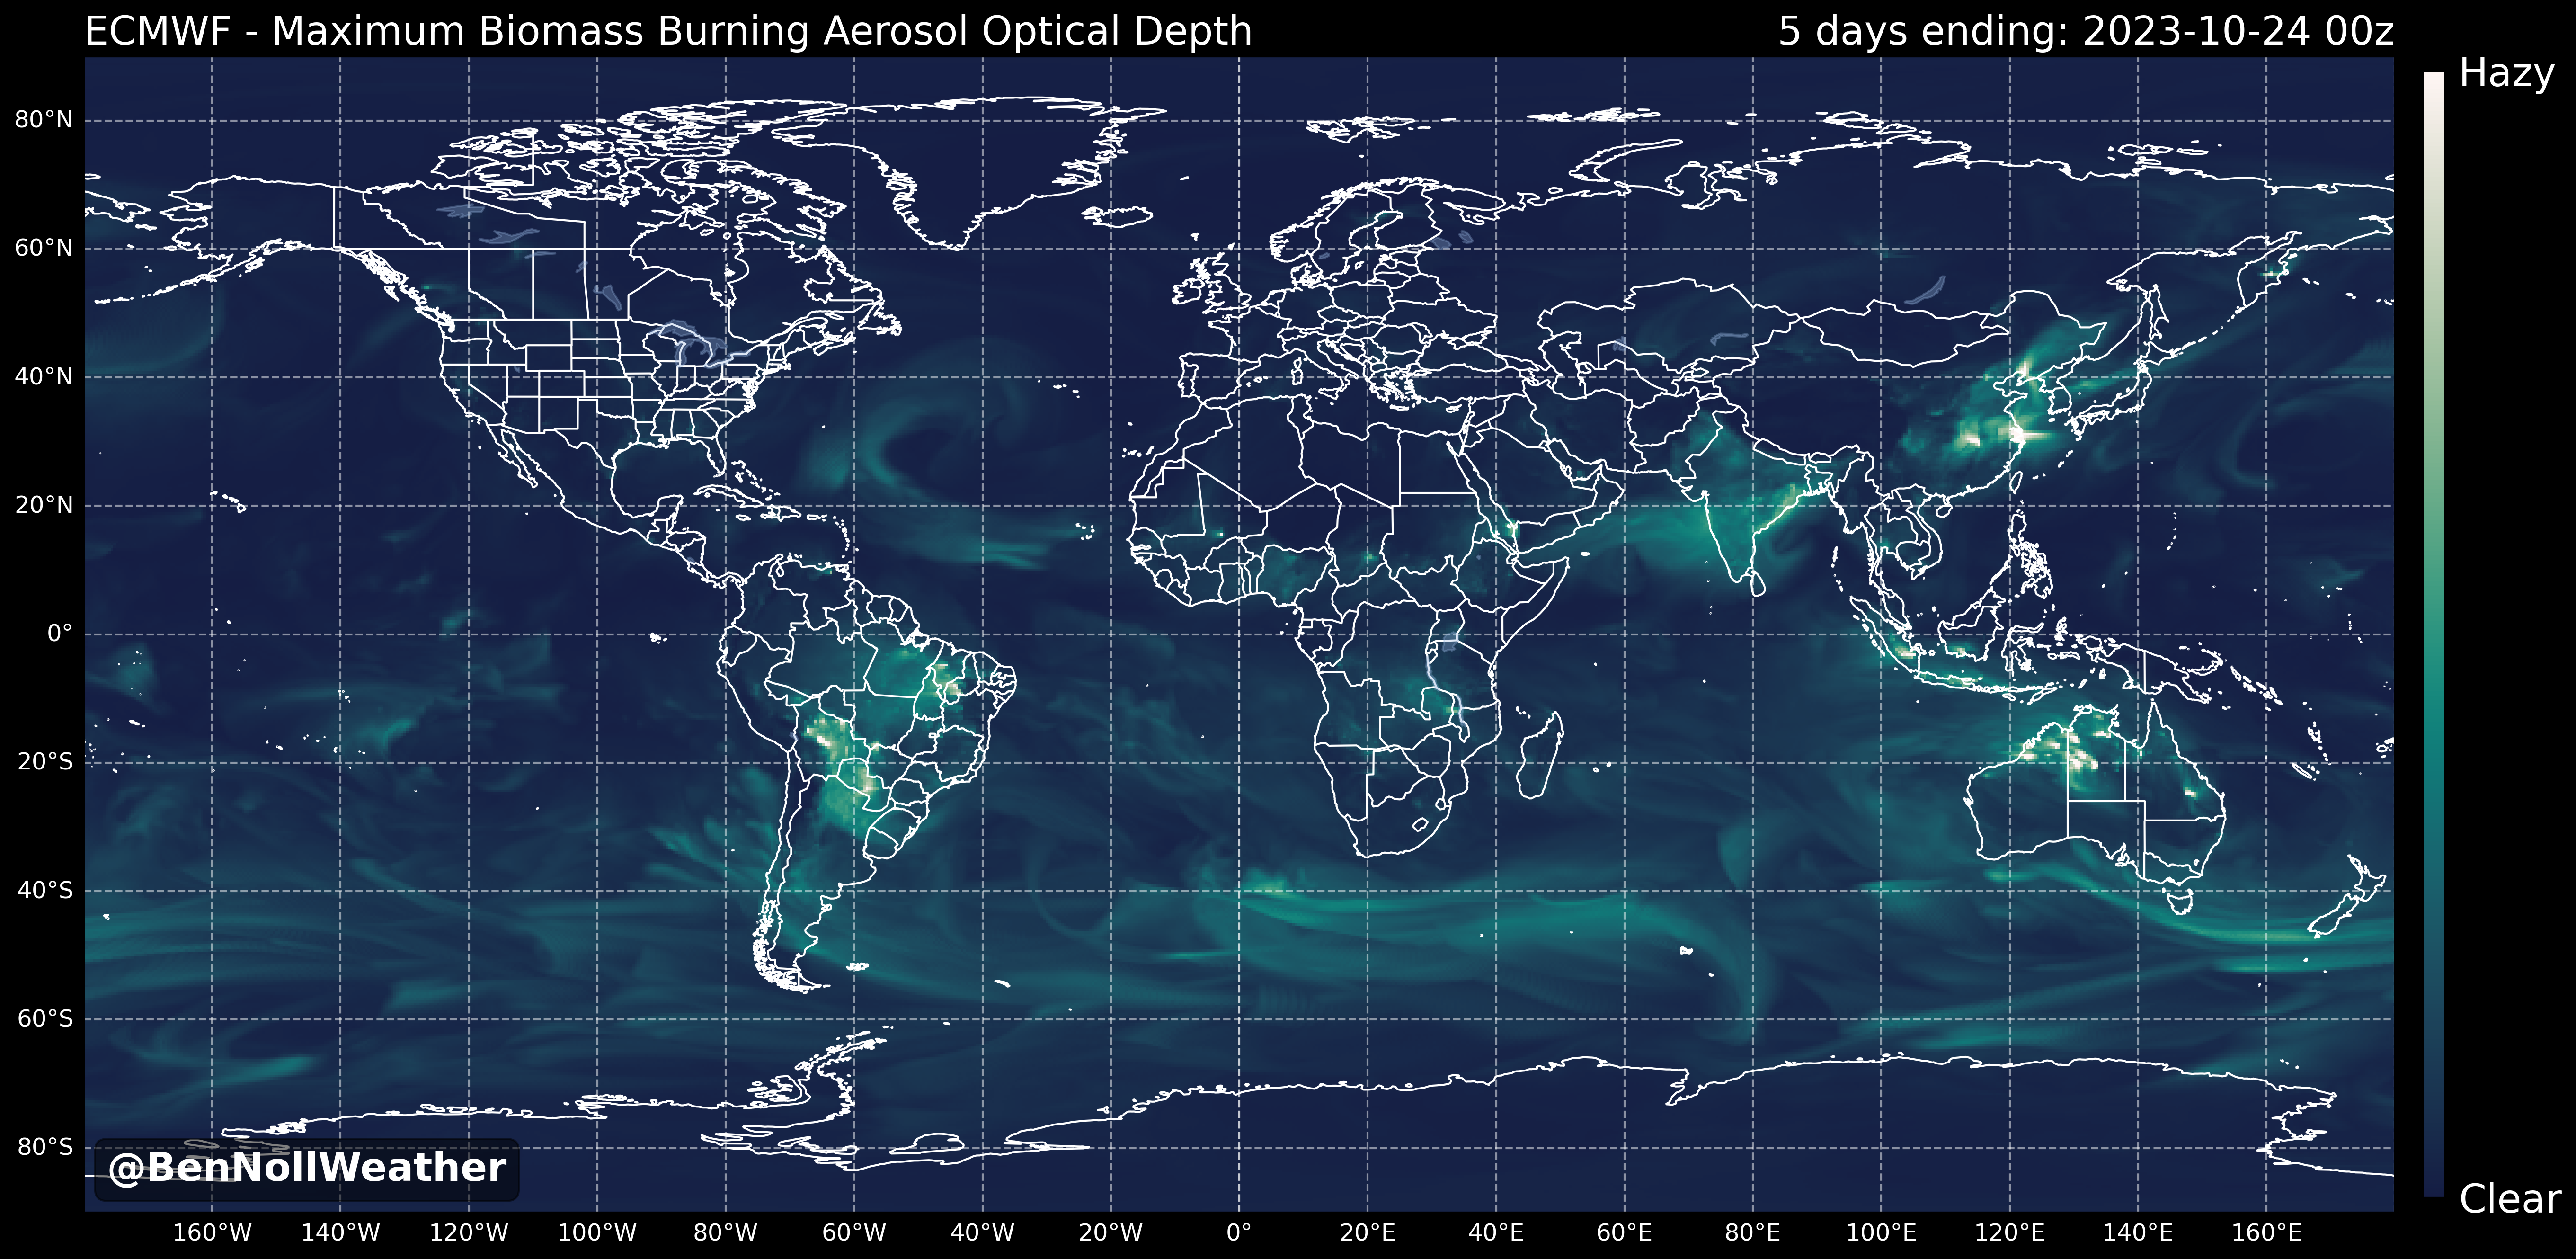 ECMWF - Maximum Biomass Burning Aerosol Optical Depth
5 days ending: 2023-10-24 00z
Hazy
80°N
60°N
40°N
20°N
0°
20°S
40°S
60°S
80°S
@BenNollWeather
Clear
160°W 140°W 120°W 100°W 80°W 60°W 40°W 20°W 0° 20°E 40°E 60°E 80°E 100°E 120°E 140°E 160°E